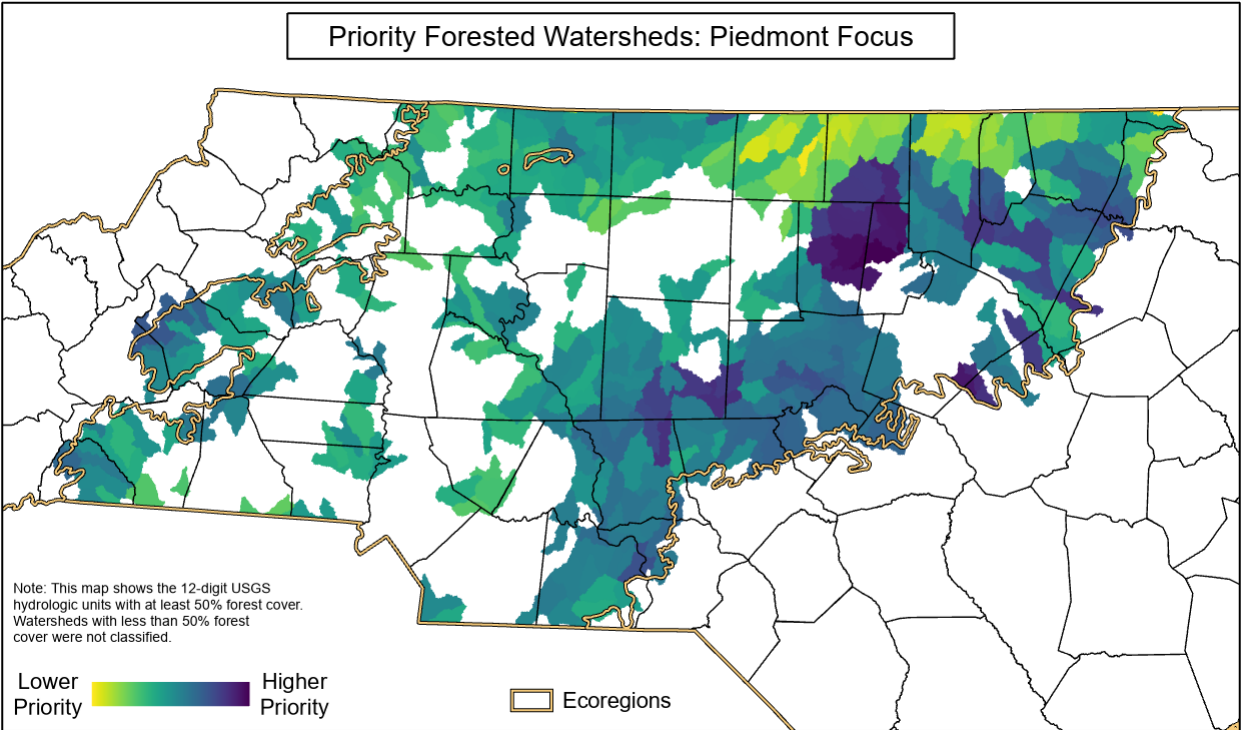 Priority Forested Watersheds: Piedmont Focus
Note: This map shows the 12-digit USGS
hydrologic units with at least 50% forest cover.
Watersheds with less than 50% forest
cover were not classified.
Lower
Priority
Higher
Priority
Ecoregions